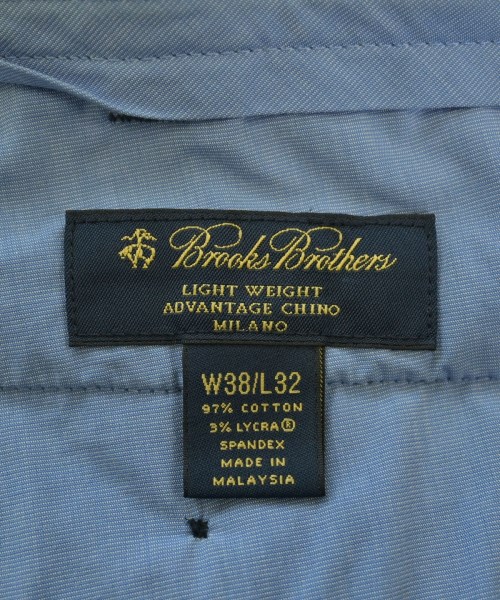 Brooks Brothers
LIGHT WEIGHT
ADVANTAGE CHINO
MILANO
W38/L32
97% COTTON
3% LYCRA®
SPANDEX
MADE IN
MALAYSIA